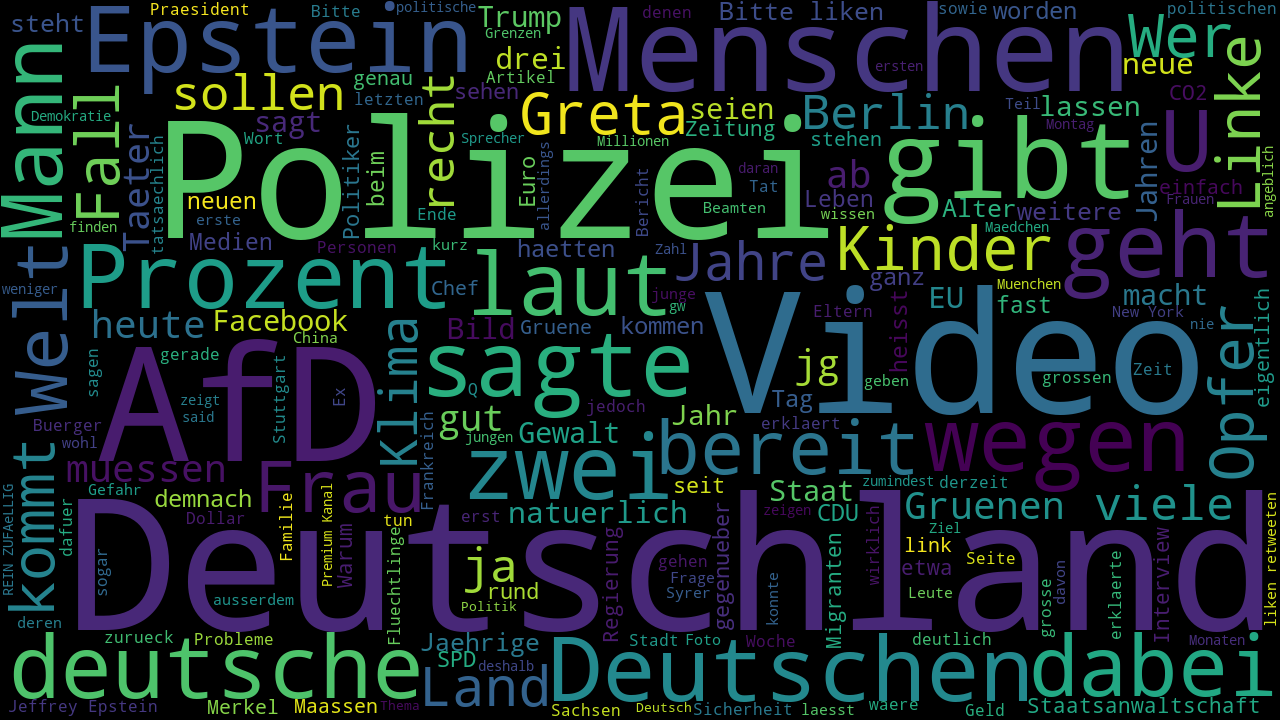 Praesident
Bitte
politische
Trump
denen
Bitte liken
sowie
worden
politischen
steht
Epstein
Grenzen
Menschen
Wer
drei
Artikel
ersten
neue
sollen
genau
letzten
sehen
CO2
Mann
Fall
recht
Greta
seien
Berlin
Teil
lassen
Linke
Demokratie
sagt
Wort
Politiker
Sprecher
Millionen
Zeitung
stehen
Montag
Polizei
gibt
U
Taeter
tatsaechlich
beim
Euro
allerdings
Bericht
daran
Tat
ab
Leben
Jahren
einfach
Frauen
angeblich
neuen
erste
Ende
Beamten
wissen
Alter
weitere
finden
Medien
Personen
kurz
haetten
Zahl
Jahre
Kinder
Maedchen
geht
Welt
weniger
Prozent
Chef
laut
junge
gw
ganz
Muenchen
EU
fast
macht
New York
nie
heute
Facebook
China
Bild
Gruene
kommen
Eltern
heisst
Opfer
eigentlich
AfD
gerade
sagen
zeigt
said
Stuttgart
Ex
Klima
sagte
Q
Video
jg
geben
grossen
Zeit
Tag
Buerger
wohl
gut
jungen
jedoch
Jahr
erklaert
Gewalt
Frankreich
muessen
Frau
zwei
bereit
wegen
kommt
REIN ZUFAeLLIG
dafuer
Gefahr
demnach
Dollar
Familie
Premium Kanal
Warum
tun
erst
natuerlich
seit
Staat
zumindest
derzeit
CDU
Gruenen
viele
zeigen
Ziel
liken retweeten
Deutschland
sogar
Fluechtlinge
ja
rund
Politik
Regierung
gehen
Frage
Syrer
gegenueber
konnte
Migranten
wirklich
link
etwa
Seite
Leute
grosse
davon
erklaerte
Interview
ausserdem
deren
zurueck
Probleme
Jaehrige
Stadt
Foto
Woche
deutlich
Monaten
deutsche
SPD
deshalb
Land
Deutschen
dabei
Jeffrey Epstein
Merkel
Maassen
Thema
Sachsen
Deutsch
Sicherheit
laesst
waere
Geld
Staatsanwaltschaft